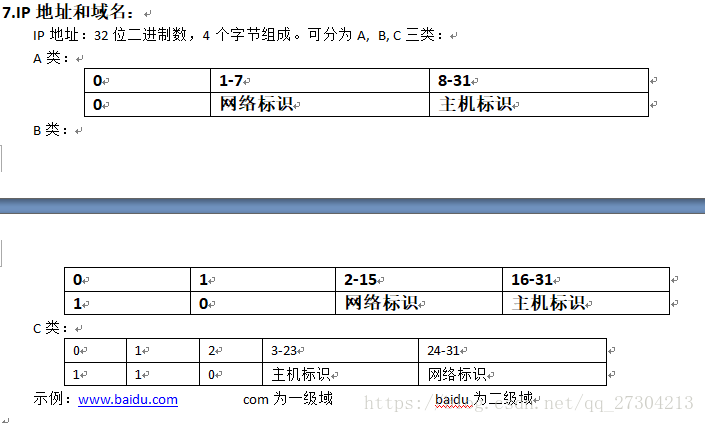 7.IP 地址和域名：
IP 地址：32 位二进制数，4 个字节组成。可分为 A, B, C 三类：
A 类：
0 1-7 8-31
0 网络标识 主机标识
B 类：
0 1 2-15 16-31
1 0 网络标识 主机标识
C 类：
0 1 2 3-23 24-31
1 1 0 主机标识 网络标识
示例：www.baidu.com com 为一级域 baidu 为二级域
https://blog.csdn.net/qq_27304213